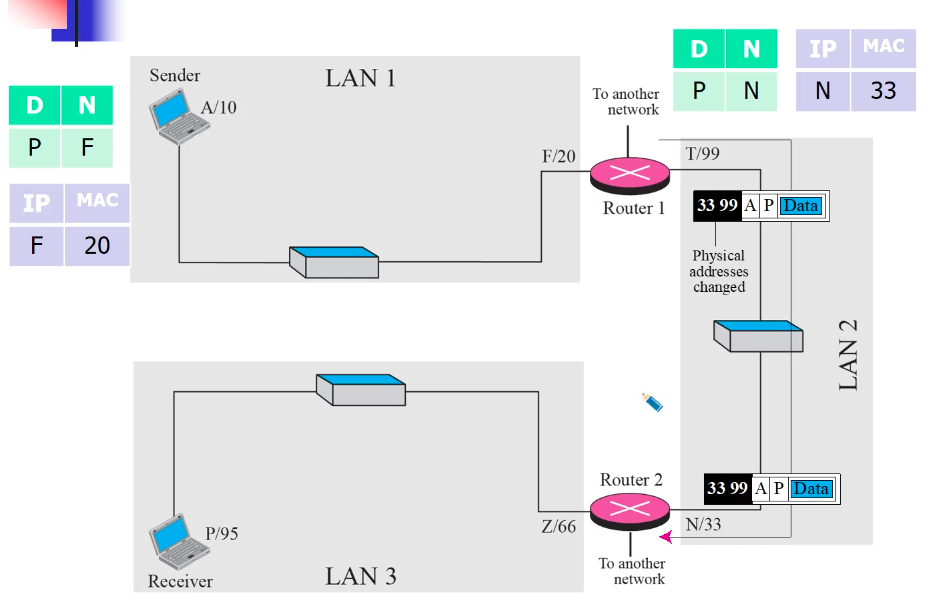 D N
P F
IP MAC
F 20
Sender
A/10
LAN 1
F/20
To another
network
Router 1
D N
P N
IP MAC
N 33
T/99
33 99 A P Data
Physical
addresses
changed
LAN 2
33 99 A P Data
N/33
Router 2
To another
network
Z/66
P/95
Receiver
LAN 3